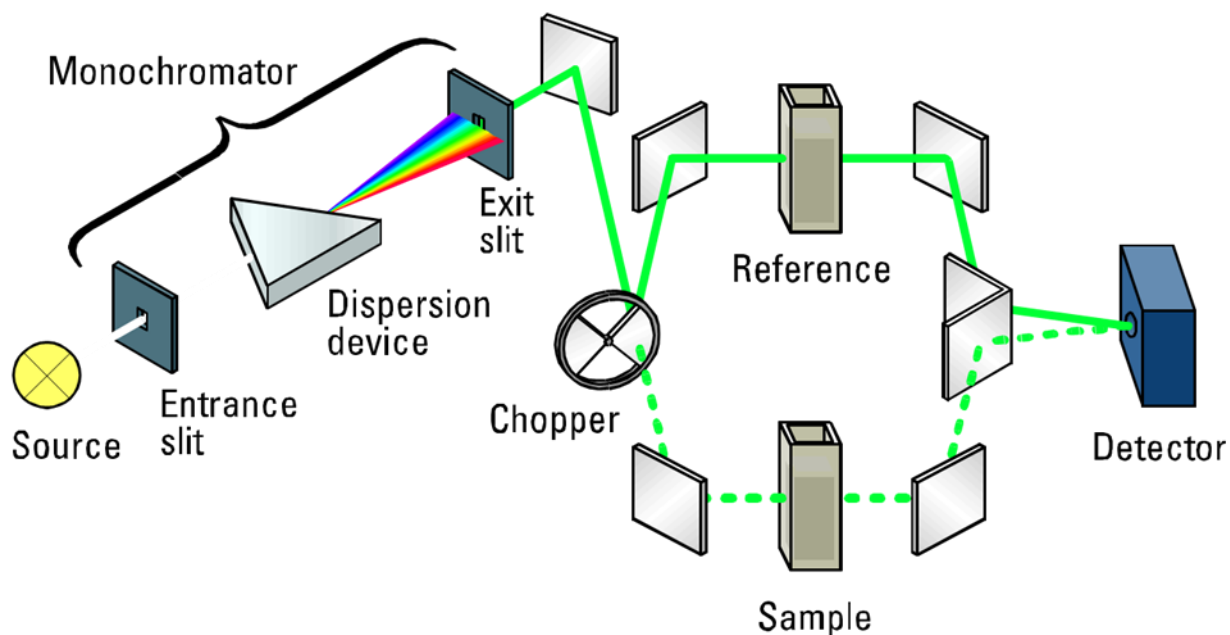 Monochromator
Exit
slit
Reference
Dispersion
device
Entrance
slit
Source
Chopper
Detector
Sample